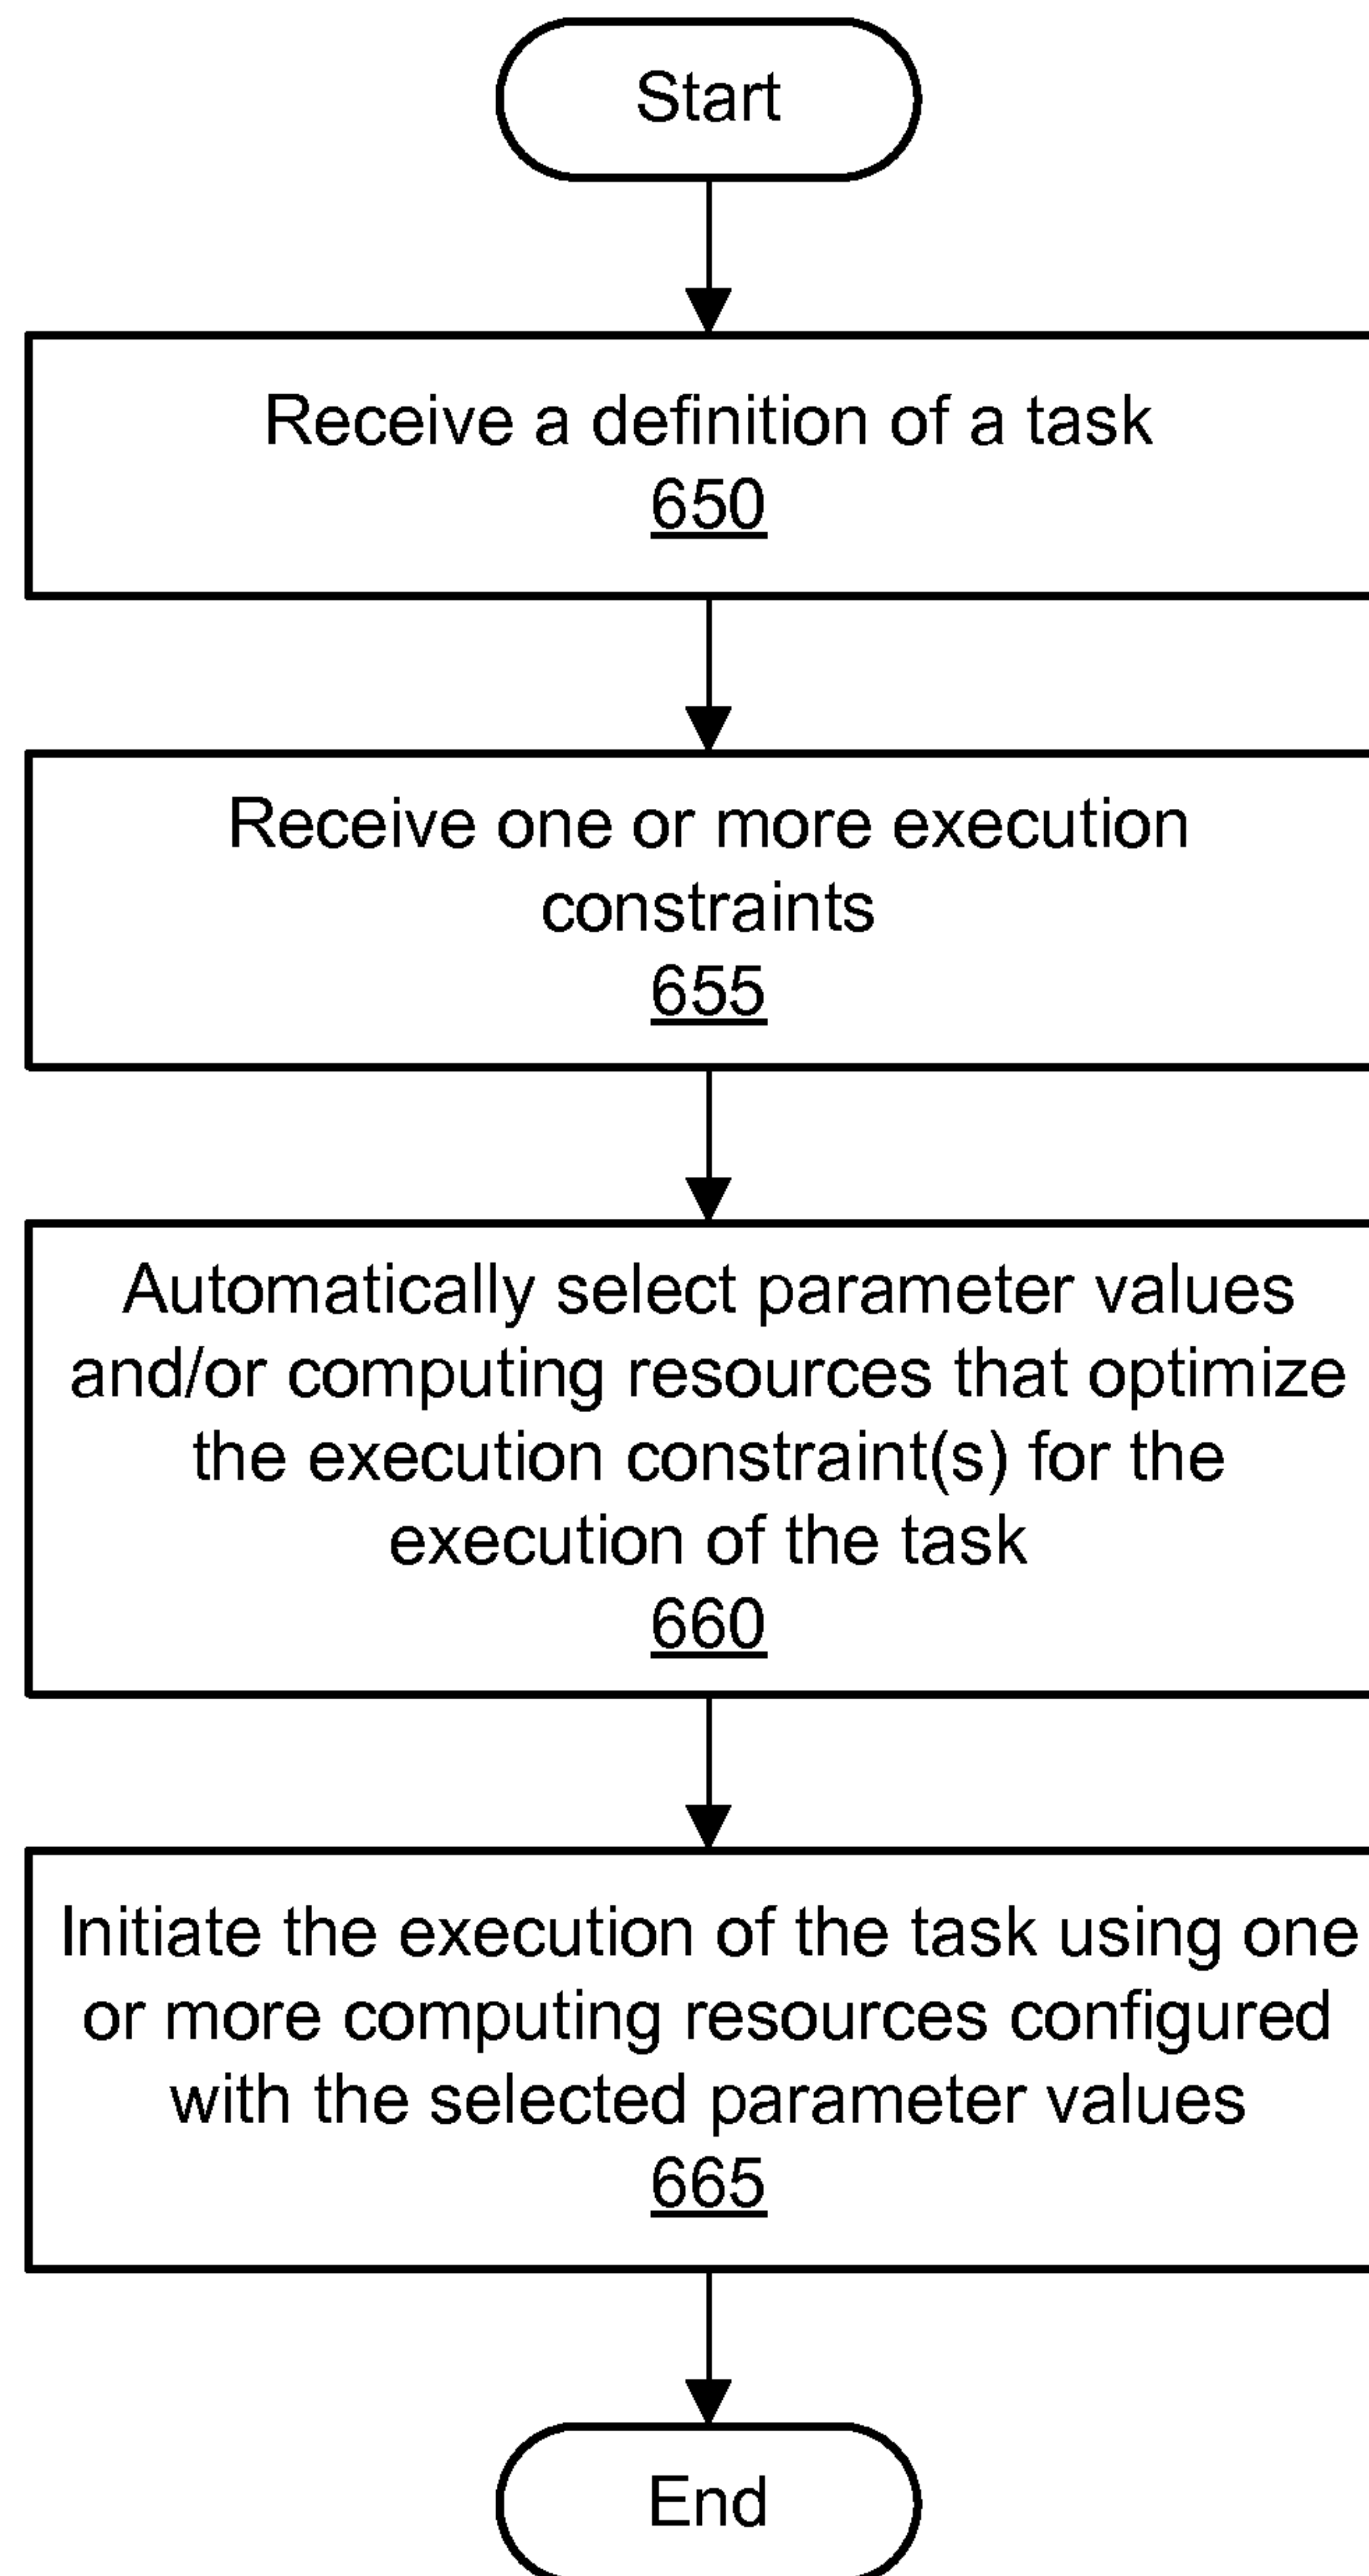 Start
Receive a definition of a task
650
Receive one or more execution
constraints
655
Automatically select parameter values
and/or computing resources that optimize
the execution constraint(s) for the
execution of the task
660
Initiate the execution of the task using one
or more computing resources configured
with the selected parameter values
665
End